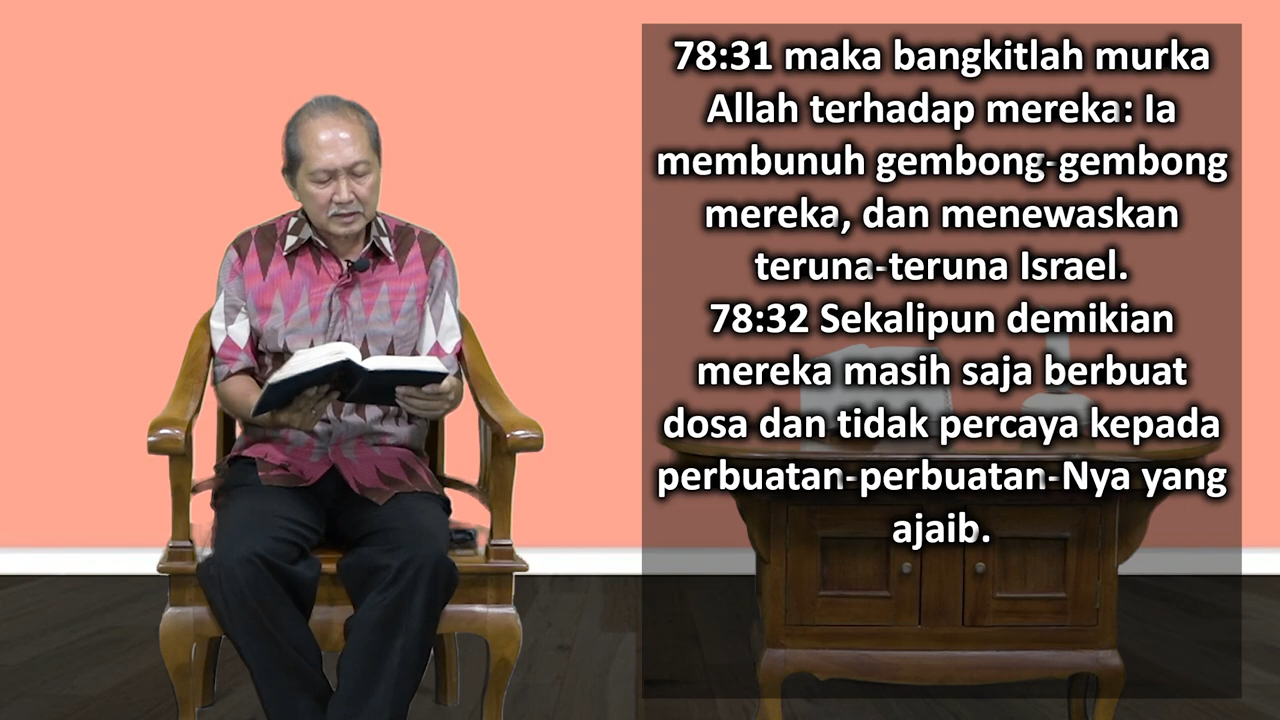 78:31 maka bangkitlah murka
Allah terhadap mereka: Ia
membunuh gembong-gembong
mereka, dan menewaskan
teruna-teruna Israel.
78:32 Sekalipun demikian
mereka masih saja berbuat
dosa dan tidak percaya kepada
perbuatan-perbuatan-Nya yang
ajaib.